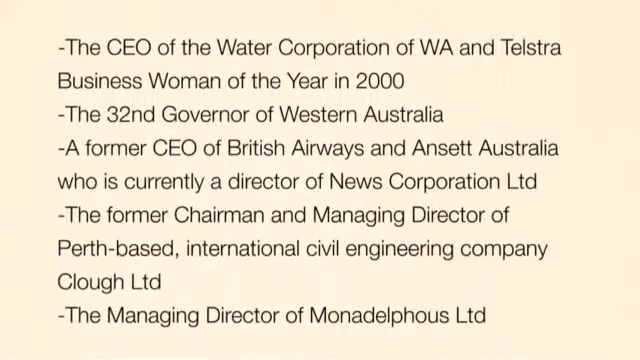 -The CEO of the Water Corporation of WA and Telstra
Business Woman of the Year in 2000
-The 32nd Governor of Western Australia
-A former CEO of British Airways and Ansett Australia
who is currently a director of News Corporation Ltd
-The former Chairman and Managing Director of
Perth-based, international civil engineering company
Clough Ltd
-The Managing Director of Monadelphous Ltd